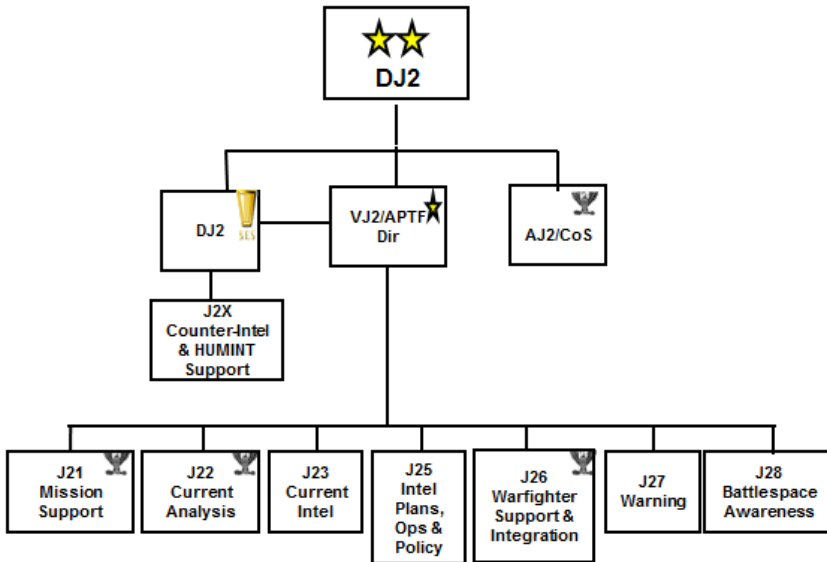 DJ2
DJ2
SES
VJ2/APTF
Dir
AJ2/CoS
J2X
Counter-Intel
& HUMINT
Support
J21
Mission
Support
J22
Current
Analysis
J23
Current
Intel
J25
Intel
Plans,
Ops &
Policy
J26
Warfighter
Support &
Integration
J27
Warning
J28
Battlespace
Awareness